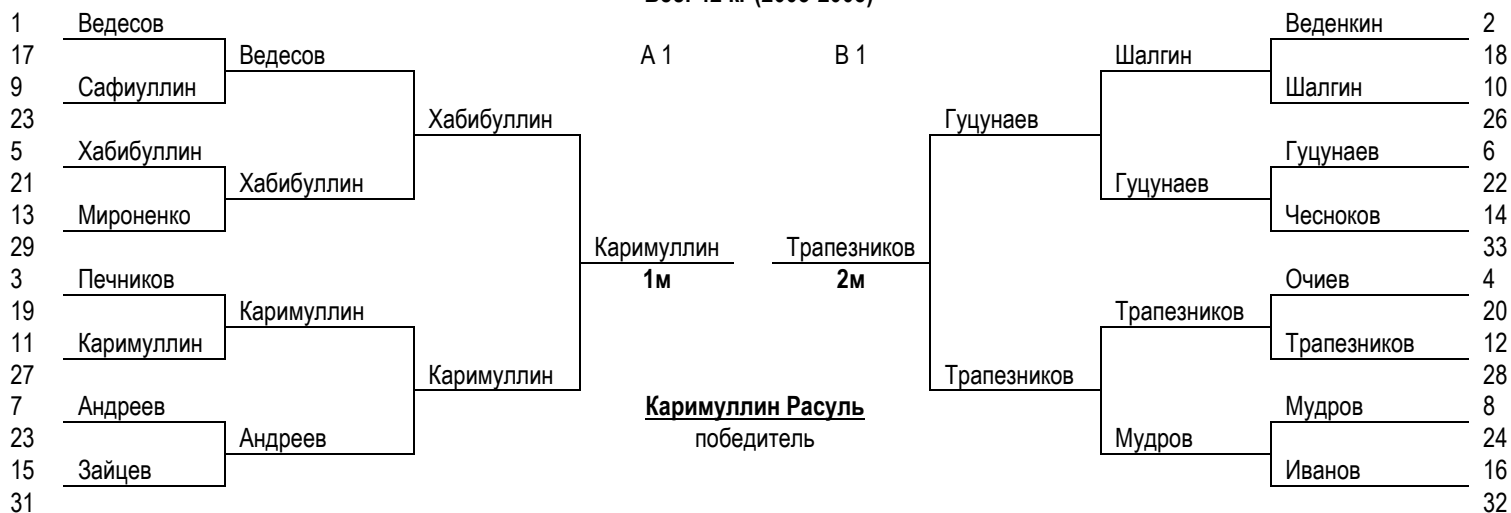 1 Ведесов Веденкин 2
17 Ведесов А 1 В 1 Шалгин 18
9 Сафиуллин Шалгин 10
23 Хабибуллин Гуцунаев 26
5 Хабибуллин Гуцунаев 6
21 Хабибуллин Гуцунаев 22
13 Мироненко Чесноков 14
29 Каримуллин Трапезников 33
3 Печников 1м 2м Очиев 4
19 Каримуллин Трапезников 20
11 Каримуллин Трапезников 12
27 Каримуллин Трапезников 28
7 Андреев Каримуллин Расуль Мудров 8
23 Андреев победитель Мудров 24
15 Зайцев Иванов 16
31 32